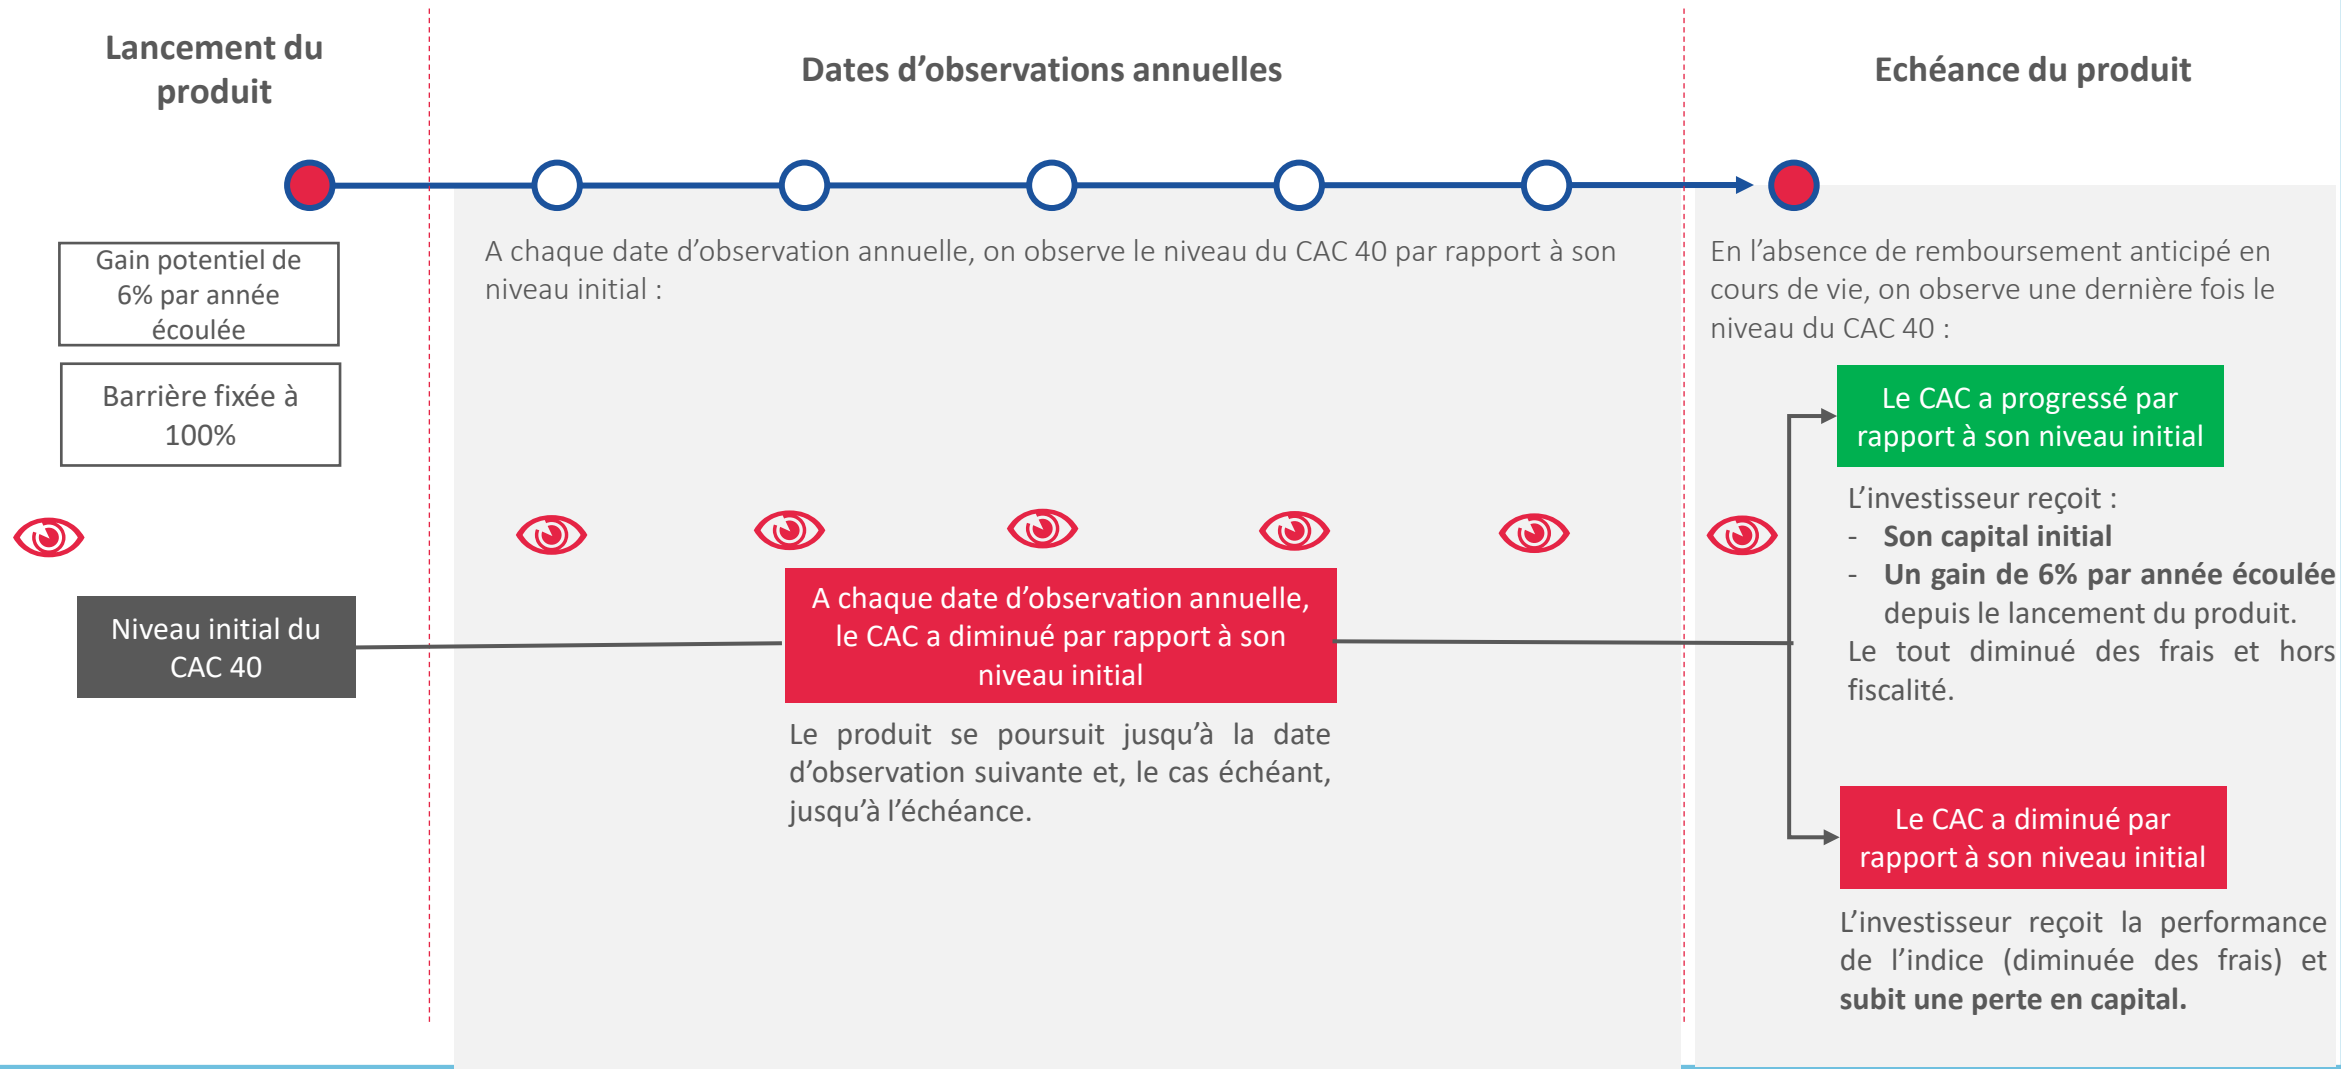 Lancement du
produit
Dates d’observations annuelles
Echéance du produit
Gain potentiel de
6% par année
écoulée
Barrière fixée à
100%
Niveau initial du
CAC 40
A chaque date d’observation annuelle, on observe le niveau du CAC 40 par rapport à son
niveau initial :
A chaque date d’observation annuelle,
le CAC a diminué par rapport à son
niveau initial
Le produit se poursuit jusqu’à la date
d’observation suivante et, le cas échéant,
jusqu’à l’échéance.
En l’absence de remboursement anticipé en
cours de vie, on observe une dernière fois le
niveau du CAC 40 :
Le CAC a progressé par
rapport à son niveau initial
L’investisseur reçoit :
- Son capital initial
- Un gain de 6% par année écoulée
depuis le lancement du produit.
Le tout diminué des frais et hors
fiscalité.
Le CAC a diminué par
rapport à son niveau initial
L’investisseur reçoit la performance
de l’indice (diminuée des frais) et
subit une perte en capital.